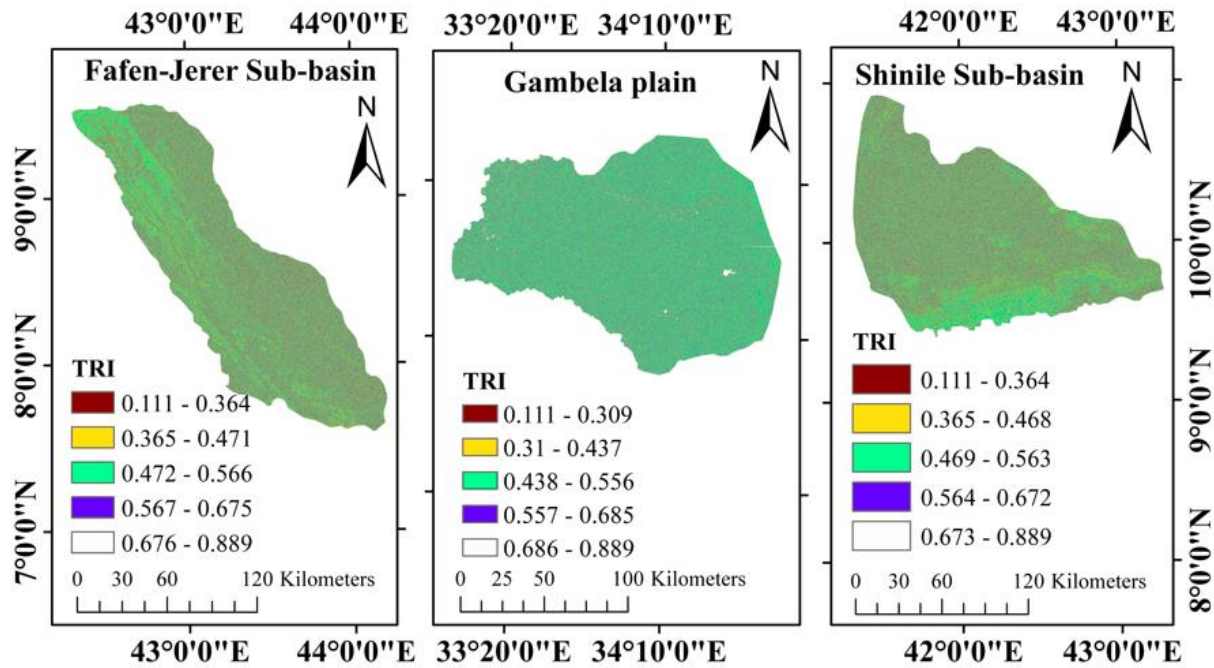 43°0'0"E 44°0'0"E
33°20'0"E 34°10'0"E
42°0'0"E 43°0'0"E
Fafen-Jerer Sub-basin
N
9°0'0"N
8°0'0"N
7°0'0"N
TRI
0.111 - 0.364
0.365 - 0.471
0.472 - 0.566
0.567 - 0.675
0.676 - 0.889
0 30 60 120 Kilometers
43°0'0"E 44°0'0"E
Gambela plain
N
TRI
0.111 - 0.309
0.31 - 0.437
0.438 - 0.556
0.557 - 0.685
0.686 - 0.889
0 25 50 100 Kilometers
33°20'0"E 34°10'0"E
Shinile Sub-basin
N
10°0'0"N
9°0'0"N
8°0'0"N
TRI
0.111 - 0.364
0.365 - 0.468
0.469 - 0.563
0.564 - 0.672
0.673 - 0.889
0 30 60 120 Kilometers
42°0'0"E 43°0'0"E